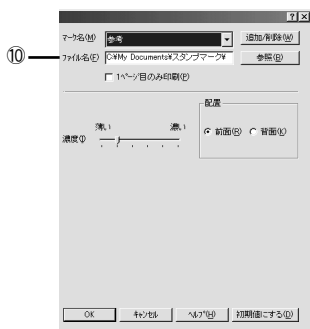 ? ×
マーク名(M) 参考 追加/削除(W)
⑩ ファイル名(F) C:¥My Documents¥スタンプマーク¥ 参照(B)
1ページ目のみ印刷(P)
配置
薄い 濃い
濃度(I) 前面(R) 背面(K)
OK キャンセル ヘルプ(H) 初期値にする(D)